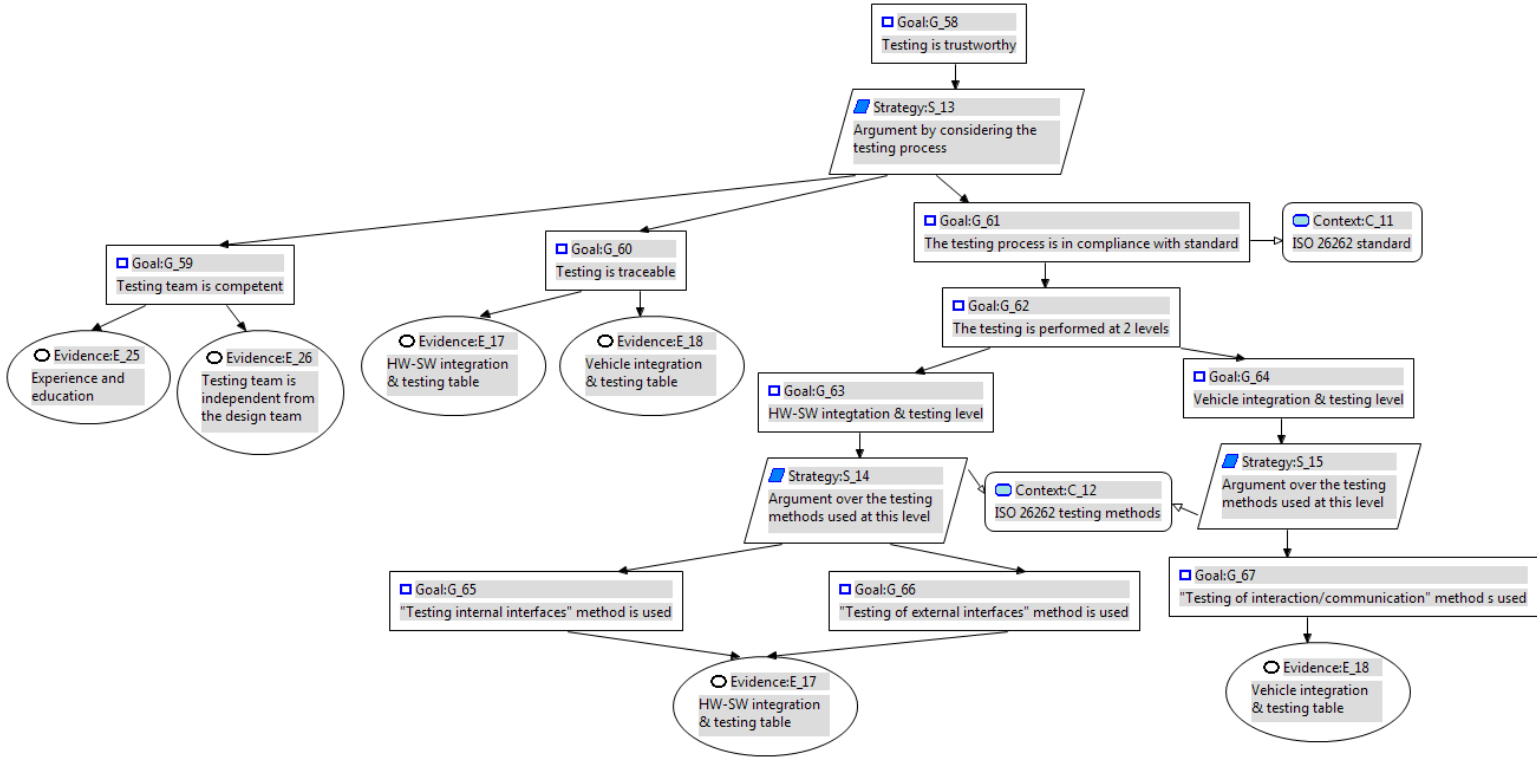 Goal:G_58
Testing is trustworthy
Strategy:S_13
Argument by considering the
testing process
Goal:G_61
The testing process is in compliance with standard
Context:C_11
ISO 26262 standard
Goal:G_59
Testing team is competent
Goal:G_60
Testing is traceable
Goal:G_62
The testing is performed at 2 levels
Evidence:E_25
Experience and
education
Evidence:E_26
Testing team is
independent from
the design team
Evidence:E_17
HW-SW integration
& testing table
Evidence:E_18
Vehicle integration
& testing table
Goal:G_63
HW-SW integtation & testing level
Goal:G_64
Vehicle integration & testing level
Strategy:S_14
Argument over the testing
methods used at this level
Context:C_12
ISO 26262 testing methods
Strategy:S_15
Argument over the testing
methods used at this level
Goal:G_65
"Testing internal interfaces" method is used
Goal:G_66
"Testing of external interfaces" method is used
Goal:G_67
"Testing of interaction/communication" method s used
Evidence:E_17
HW-SW integration
& testing table
Evidence:E_18
Vehicle integration
& testing table